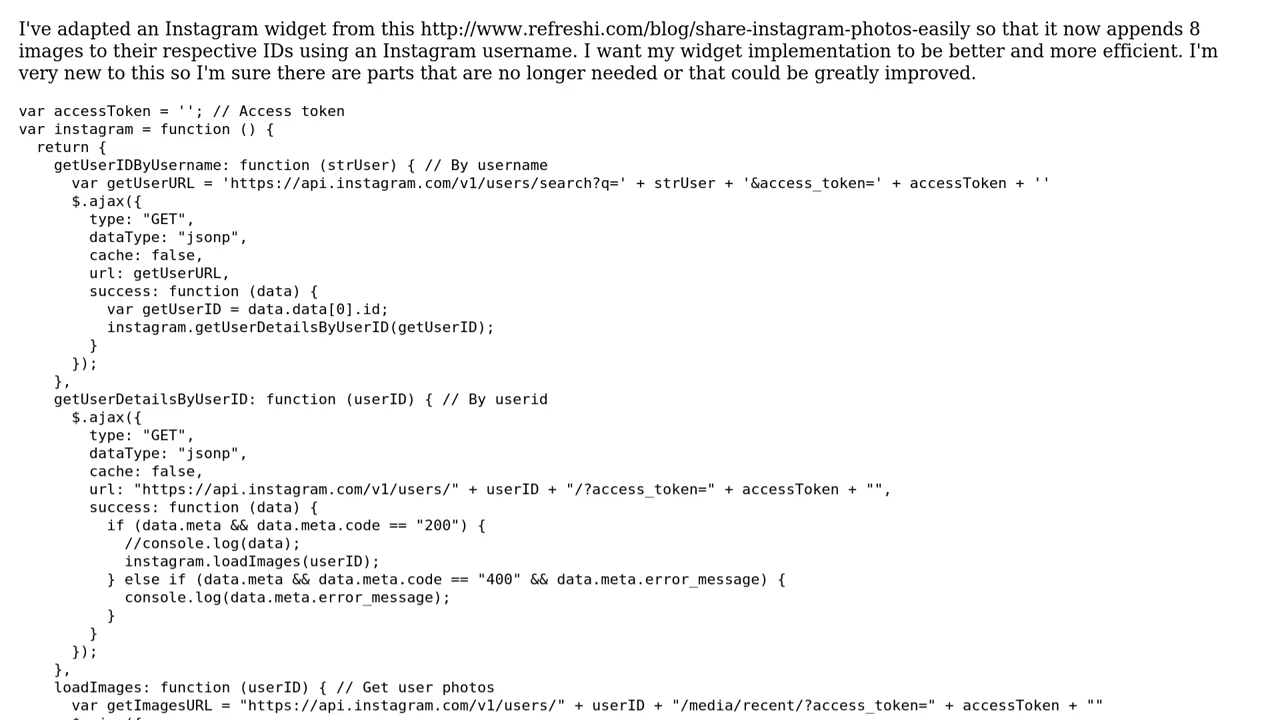 I've adapted an Instagram widget from this http://www.refreshi.com/blog/share-instagram-photos-easily so that it now appends 8
images to their respective IDs using an Instagram username. I want my widget implementation to be better and more efficient. I'm
very new to this so I'm sure there are parts that are no longer needed or that could be greatly improved.
var accessToken = ''; // Access token
var instagram = function () {
  return {
    getUserIDByUsername: function (strUser) { // By username
      var getUserURL = 'https://api.instagram.com/v1/users/search?q=' + strUser + '&access_token=' + accessToken + ''
      $.ajax({
        type: "GET",
        dataType: "jsonp",
        cache: false,
        url: getUserURL,
        success: function (data) {
          var getUserID = data.data[0].id;
          instagram.getUserDetailsByUserID(getUserID);
        }
      });
    },
    getUserDetailsByUserID: function (userID) { // By userid
      $.ajax({
        type: "GET",
        dataType: "jsonp",
        cache: false,
        url: "https://api.instagram.com/v1/users/" + userID + "/?access_token=" + accessToken + "",
        success: function (data) {
          if (data.meta && data.meta.code == "200") {
            //console.log(data);
            instagram.loadImages(userID);
          } else if (data.meta && data.meta.code == "400" && data.meta.error_message) {
            console.log(data.meta.error_message);
          }
        }
      });
    },
    loadImages: function (userID) { // Get user photos
      var getImagesURL = "https://api.instagram.com/v1/users/" + userID + "/media/recent/?access_token=" + accessToken + ""